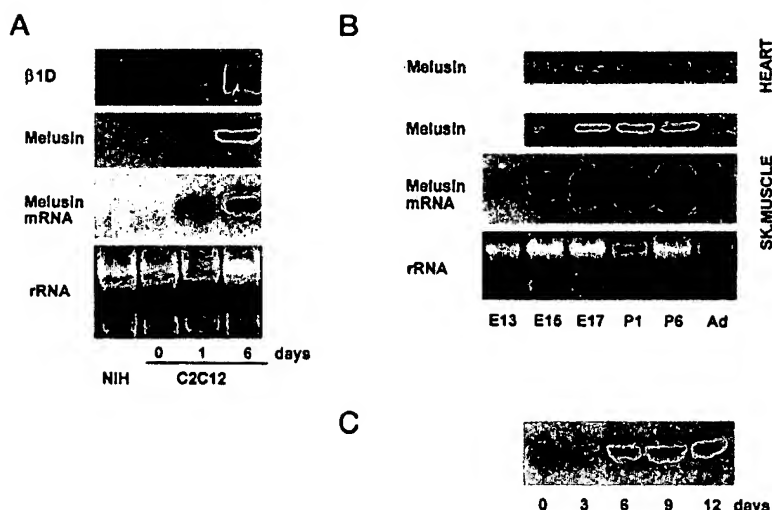 A
β1D
Melusin
Melusin
mRNA
rRNA
0 1 6 days
NIH C2C12
B
Melusin
HEART
Melusin
Melusin
mRNA
SK.MUSCLE
rRNA
E13 E15 E17 P1 P6 Ad
C
0 3 6 9 12 days